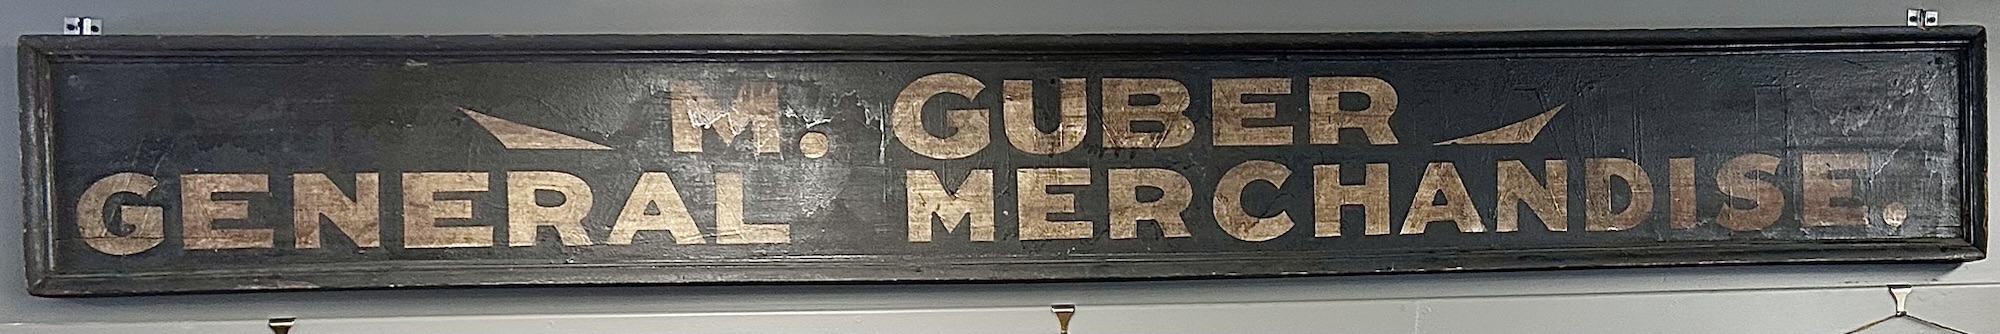 M. GUBER
GENERAL MERCHANDISE.